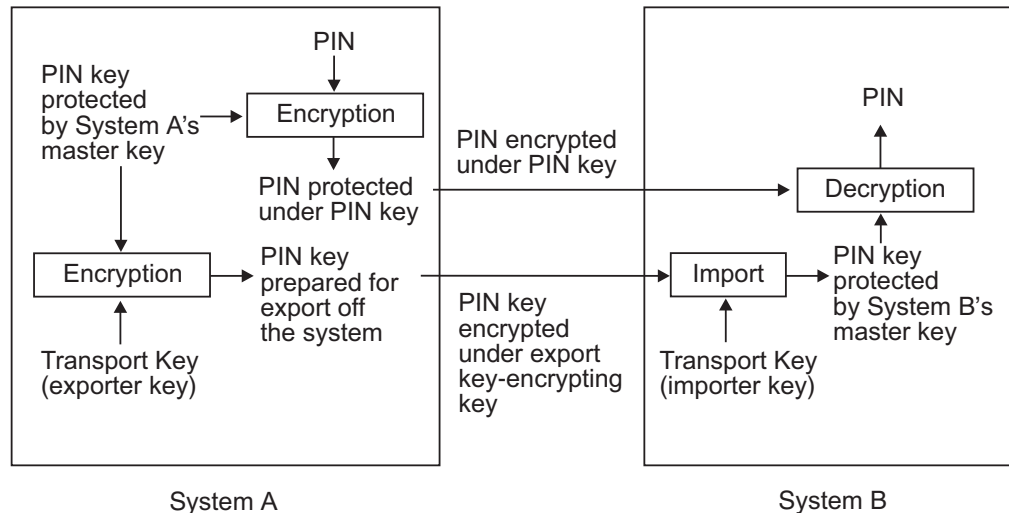 PIN
PIN key
protected
by System A's
master key
Encryption
PIN protected
under PIN key
Encryption
PIN key
prepared for
export off
the system
Transport Key
(exporter key)
PIN encrypted
under PIN key
PIN key
encrypted
under export
key-encrypting
key
PIN
Decryption
Import
PIN key
protected
by System B's
master key
Transport Key
(importer key)
System A
System B